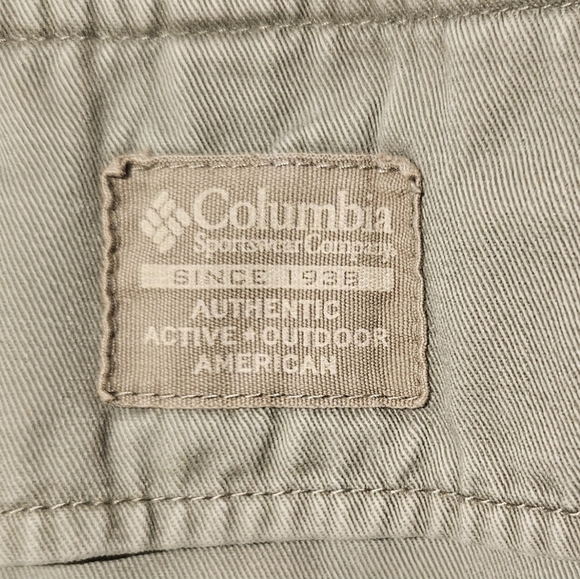 Columbia
Sportswear Company
SINCE 1938
AUTHENTIC
ACTIVE OUTDOOR
AMERICAN